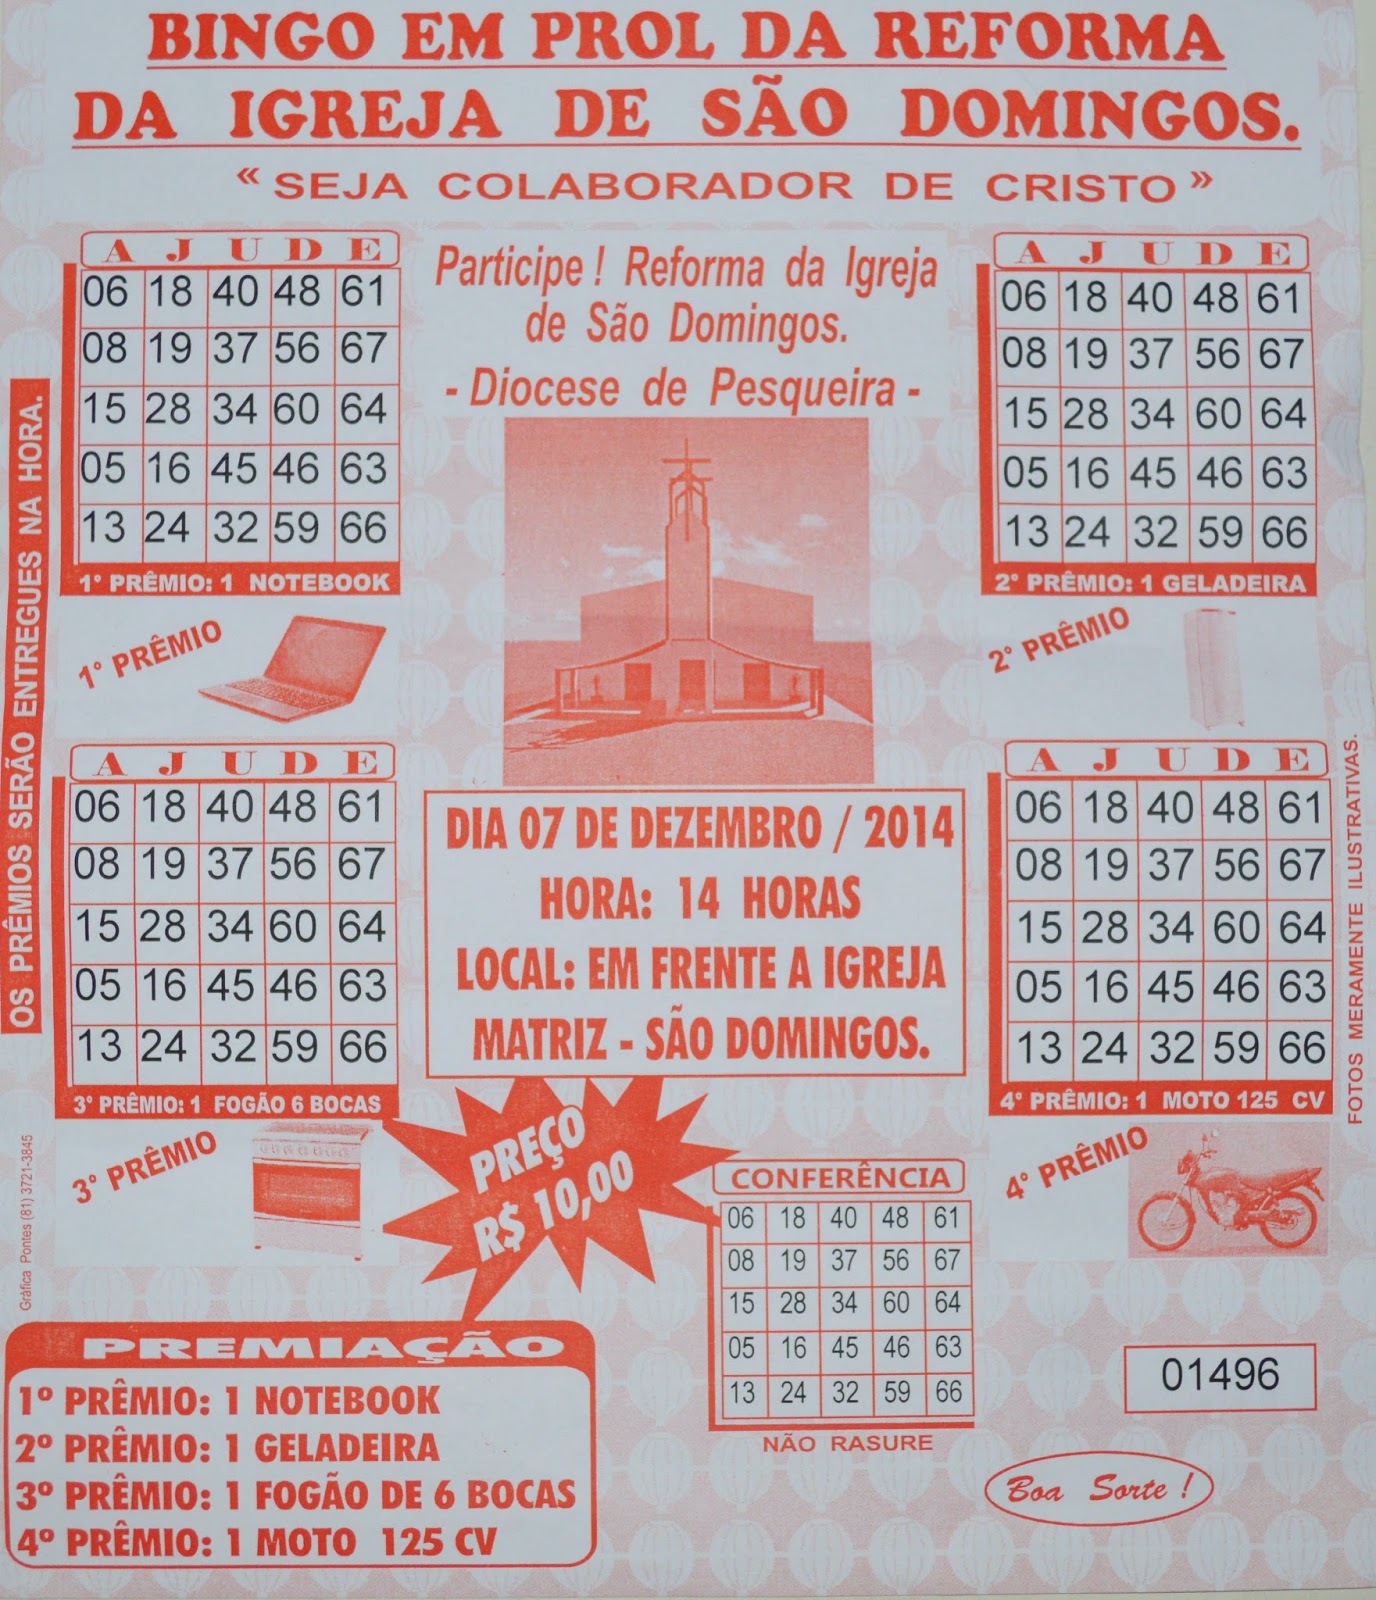 BINGO EM PROL DA REFORMA
DA IGREJA DE SÃO DOMINGOS.
“ SEJA COLABORADOR DE CRISTO ”
OS PRÊMIOS SERÃO ENTREGUES NA HORA.
A J U D E
06 18 40 48 61
08 19 37 56 67
15 28 34 60 64
05 16 45 46 63
13 24 32 59 66
1° PRÊMIO: 1 NOTEBOOK
1° PRÊMIO
Participe ! Reforma da Igreja
de São Domingos.
- Diocese de Pesqueira -
A J U D E
06 18 40 48 61
08 19 37 56 67
15 28 34 60 64
05 16 45 46 63
13 24 32 59 66
2° PRÊMIO: 1 GELADEIRA
2° PRÊMIO
A J U D E
06 18 40 48 61
08 19 37 56 67
15 28 34 60 64
05 16 45 46 63
13 24 32 59 66
3° PRÊMIO: 1 FOGÃO 6 BOCAS
3° PRÊMIO
DIA 07 DE DEZEMBRO / 2014
HORA: 14 HORAS
LOCAL: EM FRENTE A IGREJA
MATRIZ - SÃO DOMINGOS.
A J U D E
06 18 40 48 61
08 19 37 56 67
15 28 34 60 64
05 16 45 46 63
13 24 32 59 66
4° PRÊMIO: 1 MOTO 125 CV
4° PRÊMIO
FOTOS MERAMENTE ILUSTRATIVAS.
Gráfica Pontes (81) 3721-3845
PREÇO
R$ 10,00
CONFERÊNCIA
06 18 40 48 61
08 19 37 56 67
15 28 34 60 64
05 16 45 46 63
13 24 32 59 66
NÃO RASURE
PREMIAÇÃO
1º PRÊMIO: 1 NOTEBOOK
2º PRÊMIO: 1 GELADEIRA
3º PRÊMIO: 1 FOGÃO DE 6 BOCAS
4º PRÊMIO: 1 MOTO 125 CV
01496
Boa Sorte !